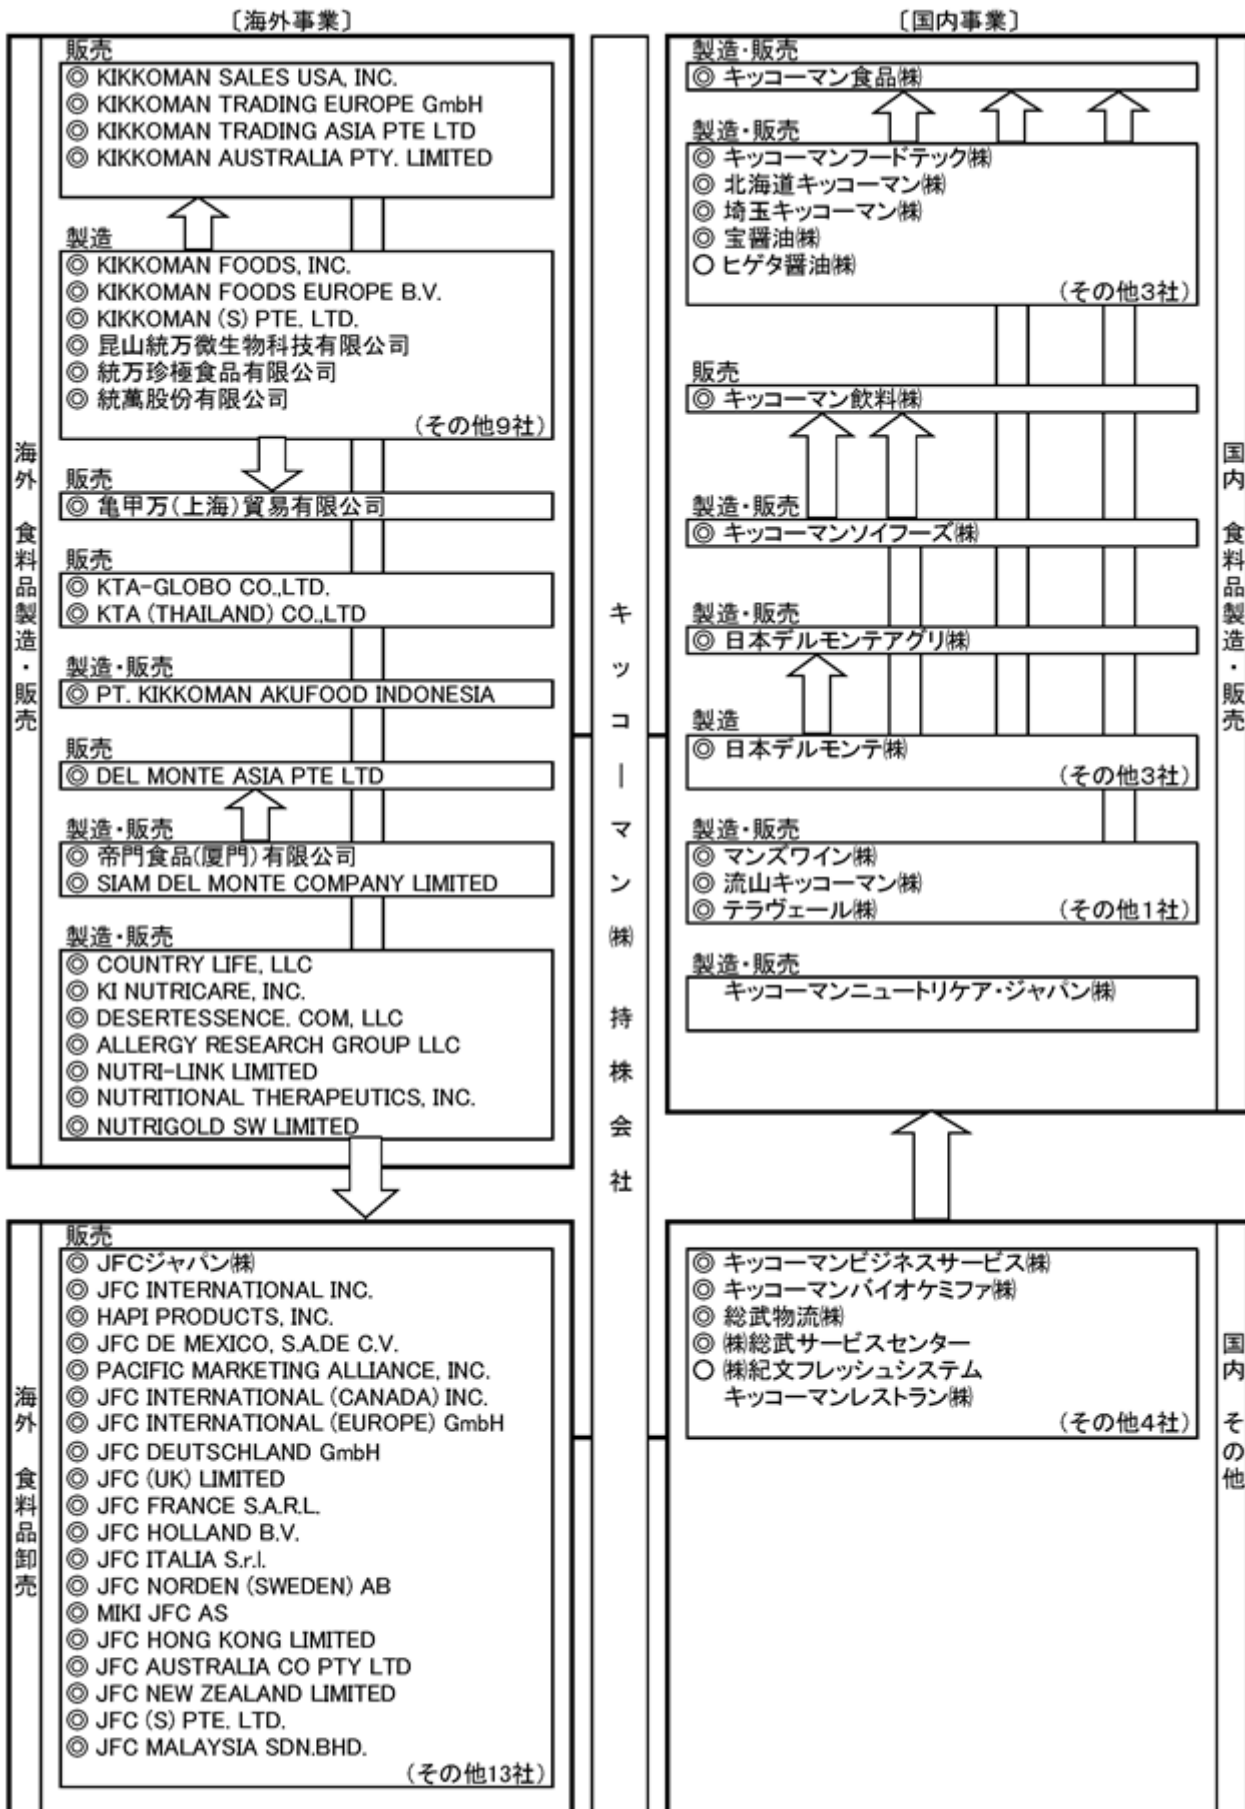 〔海外事業〕
海外 食料品製造・販売
販売
◎ KIKKOMAN SALES USA, INC.
◎ KIKKOMAN TRADING EUROPE GmbH
◎ KIKKOMAN TRADING ASIA PTE LTD
◎ KIKKOMAN AUSTRALIA PTY. LIMITED
製造
◎ KIKKOMAN FOODS, INC.
◎ KIKKOMAN FOODS EUROPE B.V.
◎ KIKKOMAN (S) PTE. LTD.
◎ 昆山統万微生物科技有限公司
◎ 統万珍極食品有限公司
◎ 統萬股份有限公司
(その他9社)
販売
◎ 亀甲万(上海)貿易有限公司
販売
◎ KTA-GLOBO CO.,LTD.
◎ KTA (THAILAND) CO.,LTD
製造・販売
◎ PT. KIKKOMAN AKUFOOD INDONESIA
販売
◎ DEL MONTE ASIA PTE LTD
製造・販売
◎ 帝門食品(厦門)有限公司
◎ SIAM DEL MONTE COMPANY LIMITED
製造・販売
◎ COUNTRY LIFE, LLC
◎ KI NUTRICARE, INC.
◎ DESERTESSENCE. COM, LLC
◎ ALLERGY RESEARCH GROUP LLC
◎ NUTRI-LINK LIMITED
◎ NUTRITIONAL THERAPEUTICS, INC.
◎ NUTRIGOLD SW LIMITED
海外 食料品卸売
販売
◎ JFCジャパン㈱
◎ JFC INTERNATIONAL INC.
◎ HAPI PRODUCTS, INC.
◎ JFC DE MEXICO, S.A.DE C.V.
◎ PACIFIC MARKETING ALLIANCE, INC.
◎ JFC INTERNATIONAL (CANADA) INC.
◎ JFC INTERNATIONAL (EUROPE) GmbH
◎ JFC DEUTSCHLAND GmbH
◎ JFC (UK) LIMITED
◎ JFC FRANCE S.A.R.L.
◎ JFC HOLLAND B.V.
◎ JFC ITALIA S.r.l.
◎ JFC NORDEN (SWEDEN) AB
◎ MIKI JFC AS
◎ JFC HONG KONG LIMITED
◎ JFC AUSTRALIA CO PTY LTD
◎ JFC NEW ZEALAND LIMITED
◎ JFC (S) PTE. LTD.
◎ JFC MALAYSIA SDN.BHD.
(その他13社)
キッコーマン㈱ 持株会社
〔国内事業〕
国内 食料品製造・販売
製造・販売
◎ キッコーマン食品㈱
製造・販売
◎ キッコーマンフードテック㈱
◎ 北海道キッコーマン㈱
◎ 埼玉キッコーマン㈱
◎ 宝醤油㈱
○ ヒゲタ醤油㈱
(その他3社)
販売
◎ キッコーマン飲料㈱
製造・販売
◎ キッコーマンソイフーズ㈱
製造・販売
◎ 日本デルモンテアグリ㈱
製造
◎ 日本デルモンテ㈱
(その他3社)
製造・販売
◎ マンズワイン㈱
◎ 流山キッコーマン㈱
◎ テラヴェール㈱ (その他1社)
製造・販売
キッコーマンニュートリケア・ジャパン㈱
国内 その他
◎ キッコーマンビジネスサービス㈱
◎ キッコーマンバイオケミファ㈱
◎ 総武物流㈱
◎ ㈱総武サービスセンター
○ ㈱紀文フレッシュシステム
キッコーマンレストラン㈱
(その他4社)